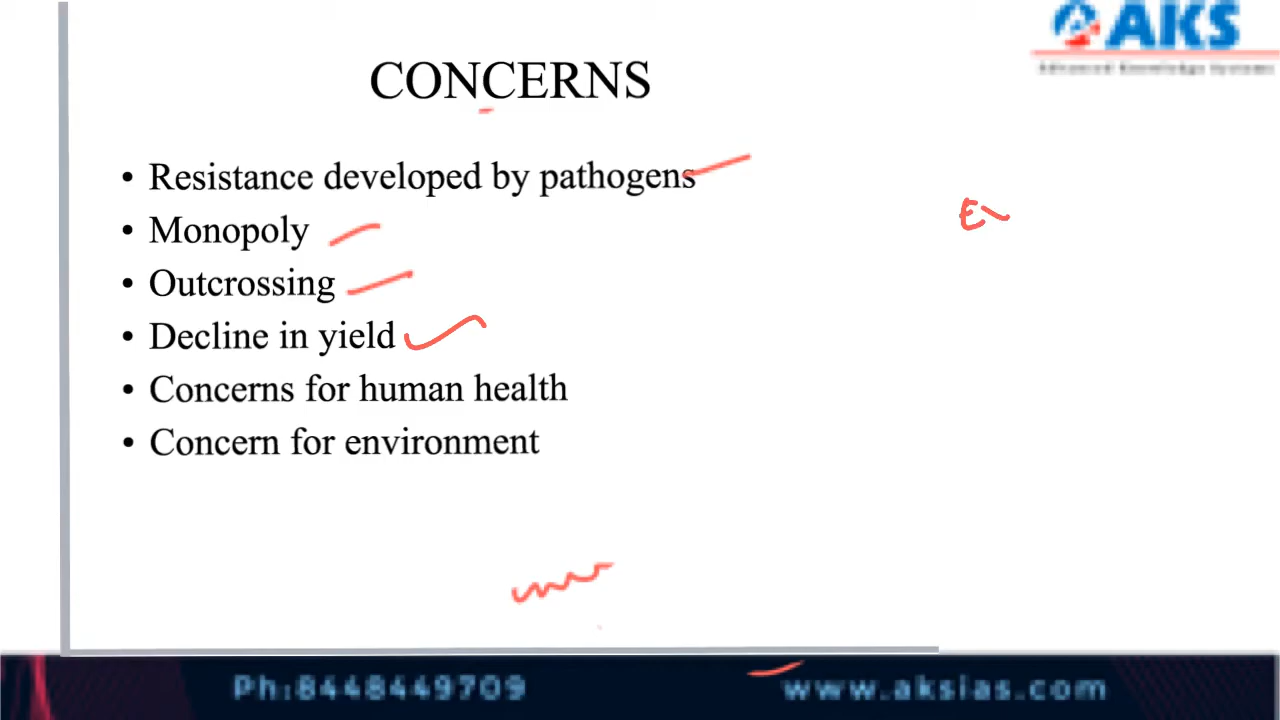 AKS
Advanced Knowledge Systems
CONCERNS
• Resistance developed by pathogens
• Monopoly
• Outcrossing
• Decline in yield
• Concerns for human health
• Concern for environment
Ph:8448449709
www.aksias.com